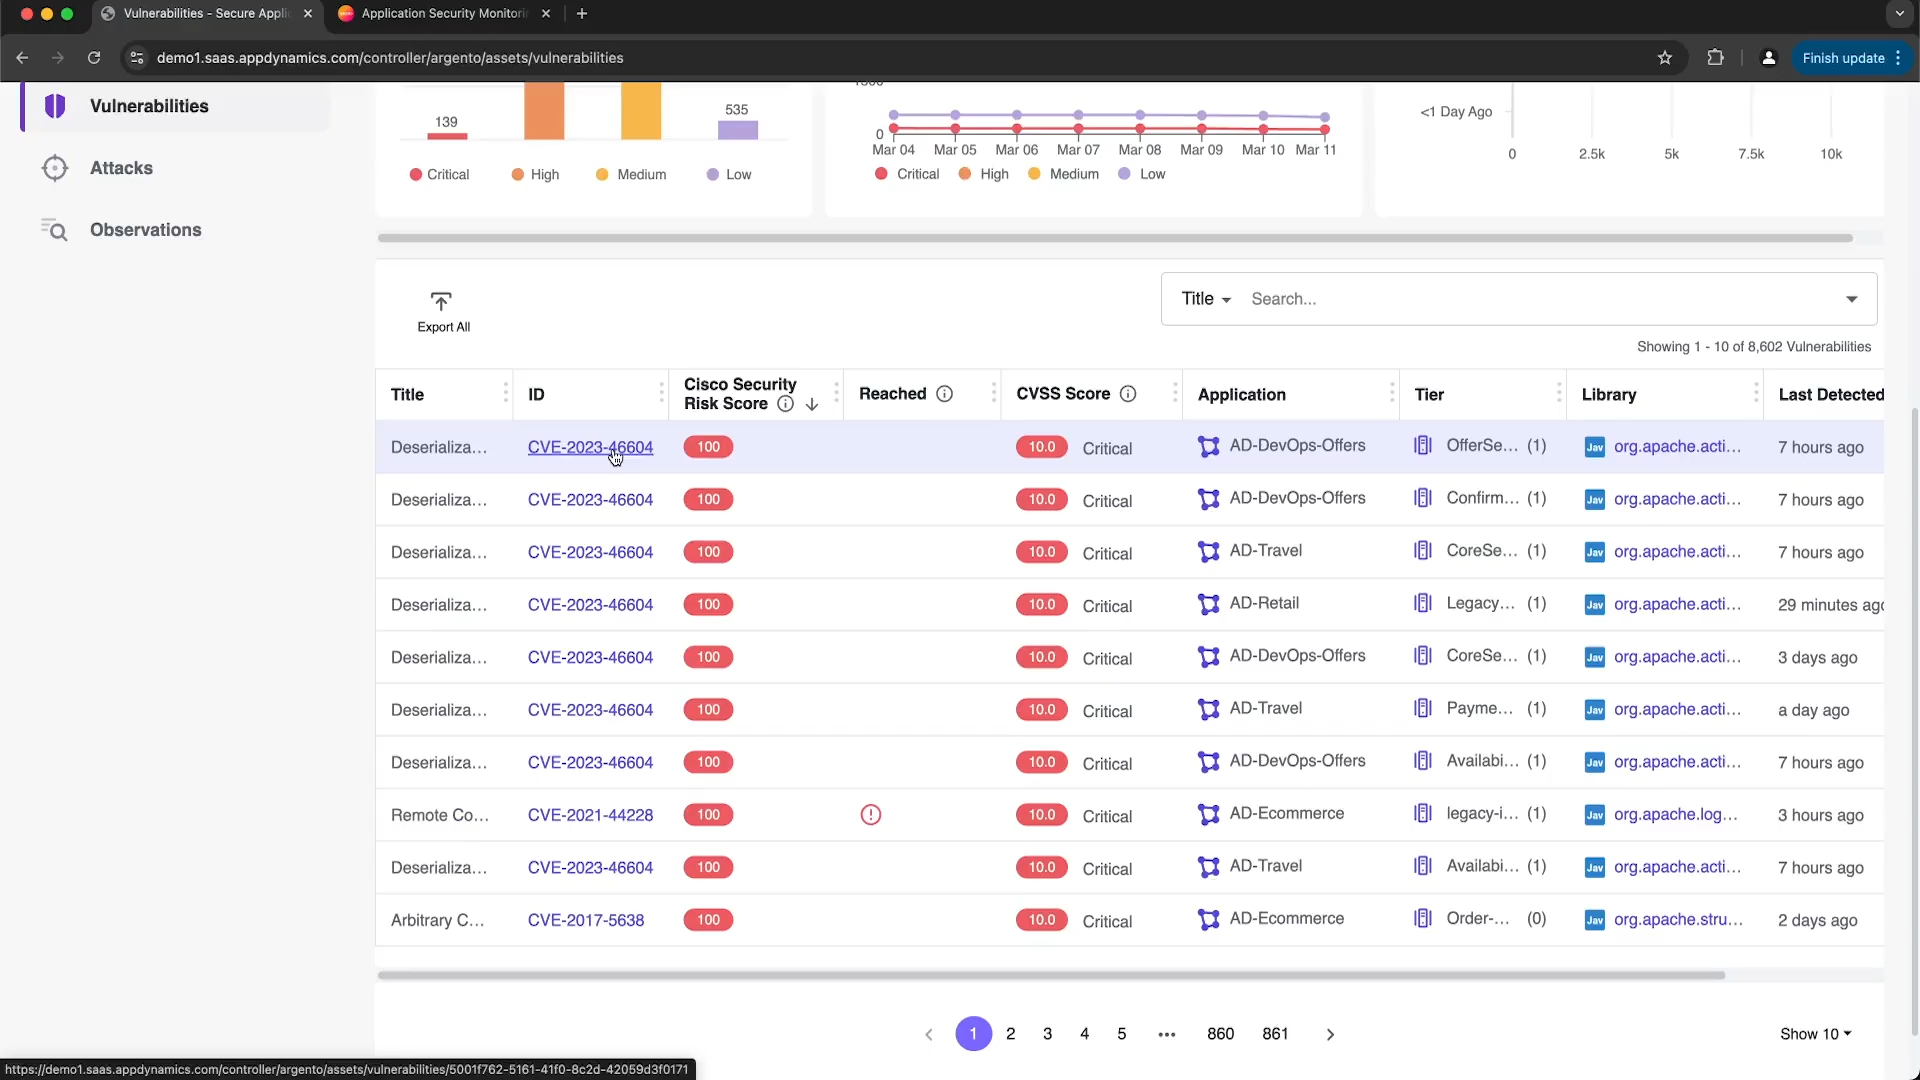 Vulnerabilities - Secure Appli
Application Security Monitorin
demo1.saas.appdynamics.com/controller/argento/assets/vulnerabilities
Finish update
Vulnerabilities
Attacks
Observations
139
535
Critical High Medium Low
0
Mar 04 Mar 05 Mar 06 Mar 07 Mar 08 Mar 09 Mar 10 Mar 11
Critical High Medium Low
<1 Day Ago
0 2.5k 5k 7.5k 10k
Export All
Title Search...
Showing 1 - 10 of 8,602 Vulnerabilities
Title ID Cisco Security Risk Score Reached CVSS Score Application Tier Library Last Detected
Deserializa... CVE-2023-46604 100 10.0 Critical AD-DevOps-Offers OfferSe... (1) Jav org.apache.acti... 7 hours ago
Deserializa... CVE-2023-46604 100 10.0 Critical AD-DevOps-Offers Confirm... (1) Jav org.apache.acti... 7 hours ago
Deserializa... CVE-2023-46604 100 10.0 Critical AD-Travel CoreSe... (1) Jav org.apache.acti... 7 hours ago
Deserializa... CVE-2023-46604 100 10.0 Critical AD-Retail Legacy... (1) Jav org.apache.acti... 29 minutes ago
Deserializa... CVE-2023-46604 100 10.0 Critical AD-DevOps-Offers CoreSe... (1) Jav org.apache.acti... 3 days ago
Deserializa... CVE-2023-46604 100 10.0 Critical AD-Travel Payme... (1) Jav org.apache.acti... a day ago
Deserializa... CVE-2023-46604 100 10.0 Critical AD-DevOps-Offers Availabi... (1) Jav org.apache.acti... 7 hours ago
Remote Co... CVE-2021-44228 100 10.0 Critical AD-Ecommerce legacy-i... (1) Jav org.apache.log... 3 hours ago
Deserializa... CVE-2023-46604 100 10.0 Critical AD-Travel Availabi... (1) Jav org.apache.acti... 7 hours ago
Arbitrary C... CVE-2017-5638 100 10.0 Critical AD-Ecommerce Order-... (0) Jav org.apache.stru... 2 days ago
1 2 3 4 5 ••• 860 861
Show 10
https://demo1.saas.appdynamics.com/controller/argento/assets/vulnerabilities/5001f762-5161-41f0-8c2d-42059d3f0171